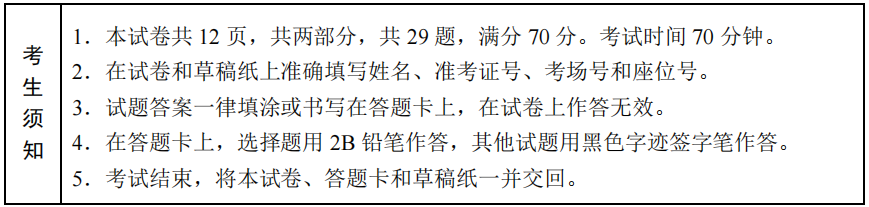 考生须知
1．本试卷共 12 页，共两部分，共 29 题，满分 70 分。考试时间 70 分钟。
2．在试卷和草稿纸上准确填写姓名、准考证号、考场号和座位号。
3．试题答案一律填涂或书写在答题卡上，在试卷上作答无效。
4．在答题卡上，选择题用 2B 铅笔作答，其他试题用黑色字迹签字笔作答。
5．考试结束，将本试卷、答题卡和草稿纸一并交回。